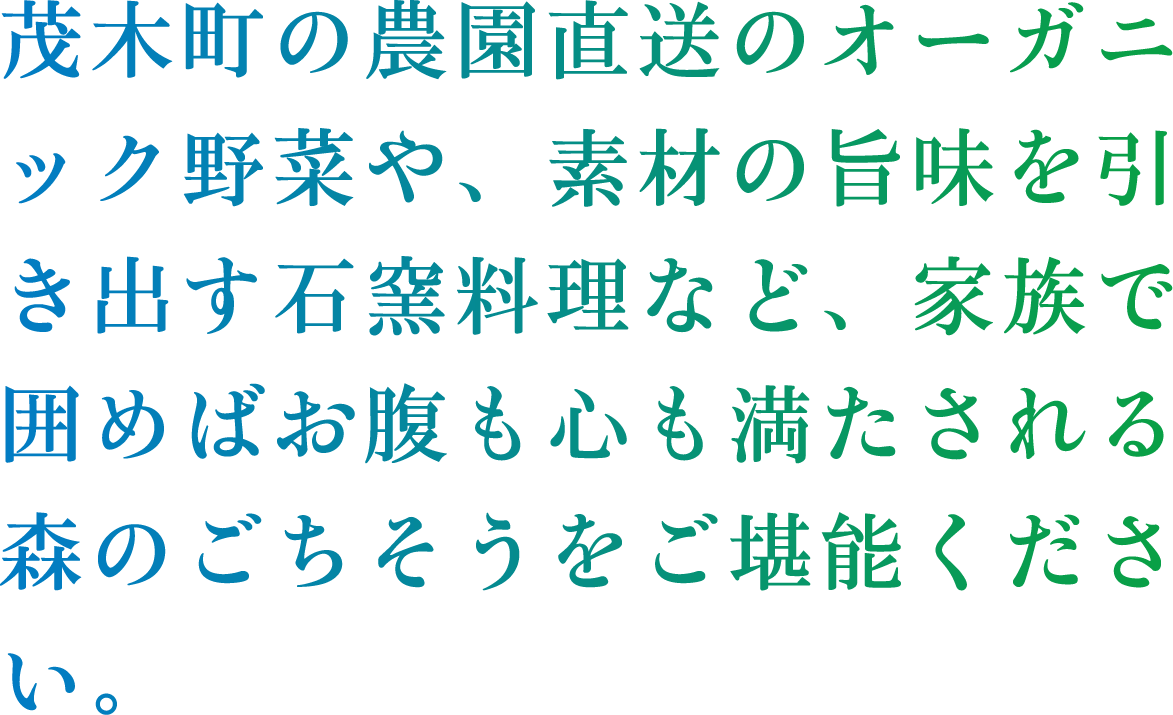 茂木町の農園直送のオーガニ
ック野菜や、素材の旨味を引
き出す石窯料理など、家族で
囲めばお腹も心も満たされる
森のごちそうをご堪能くださ
い。